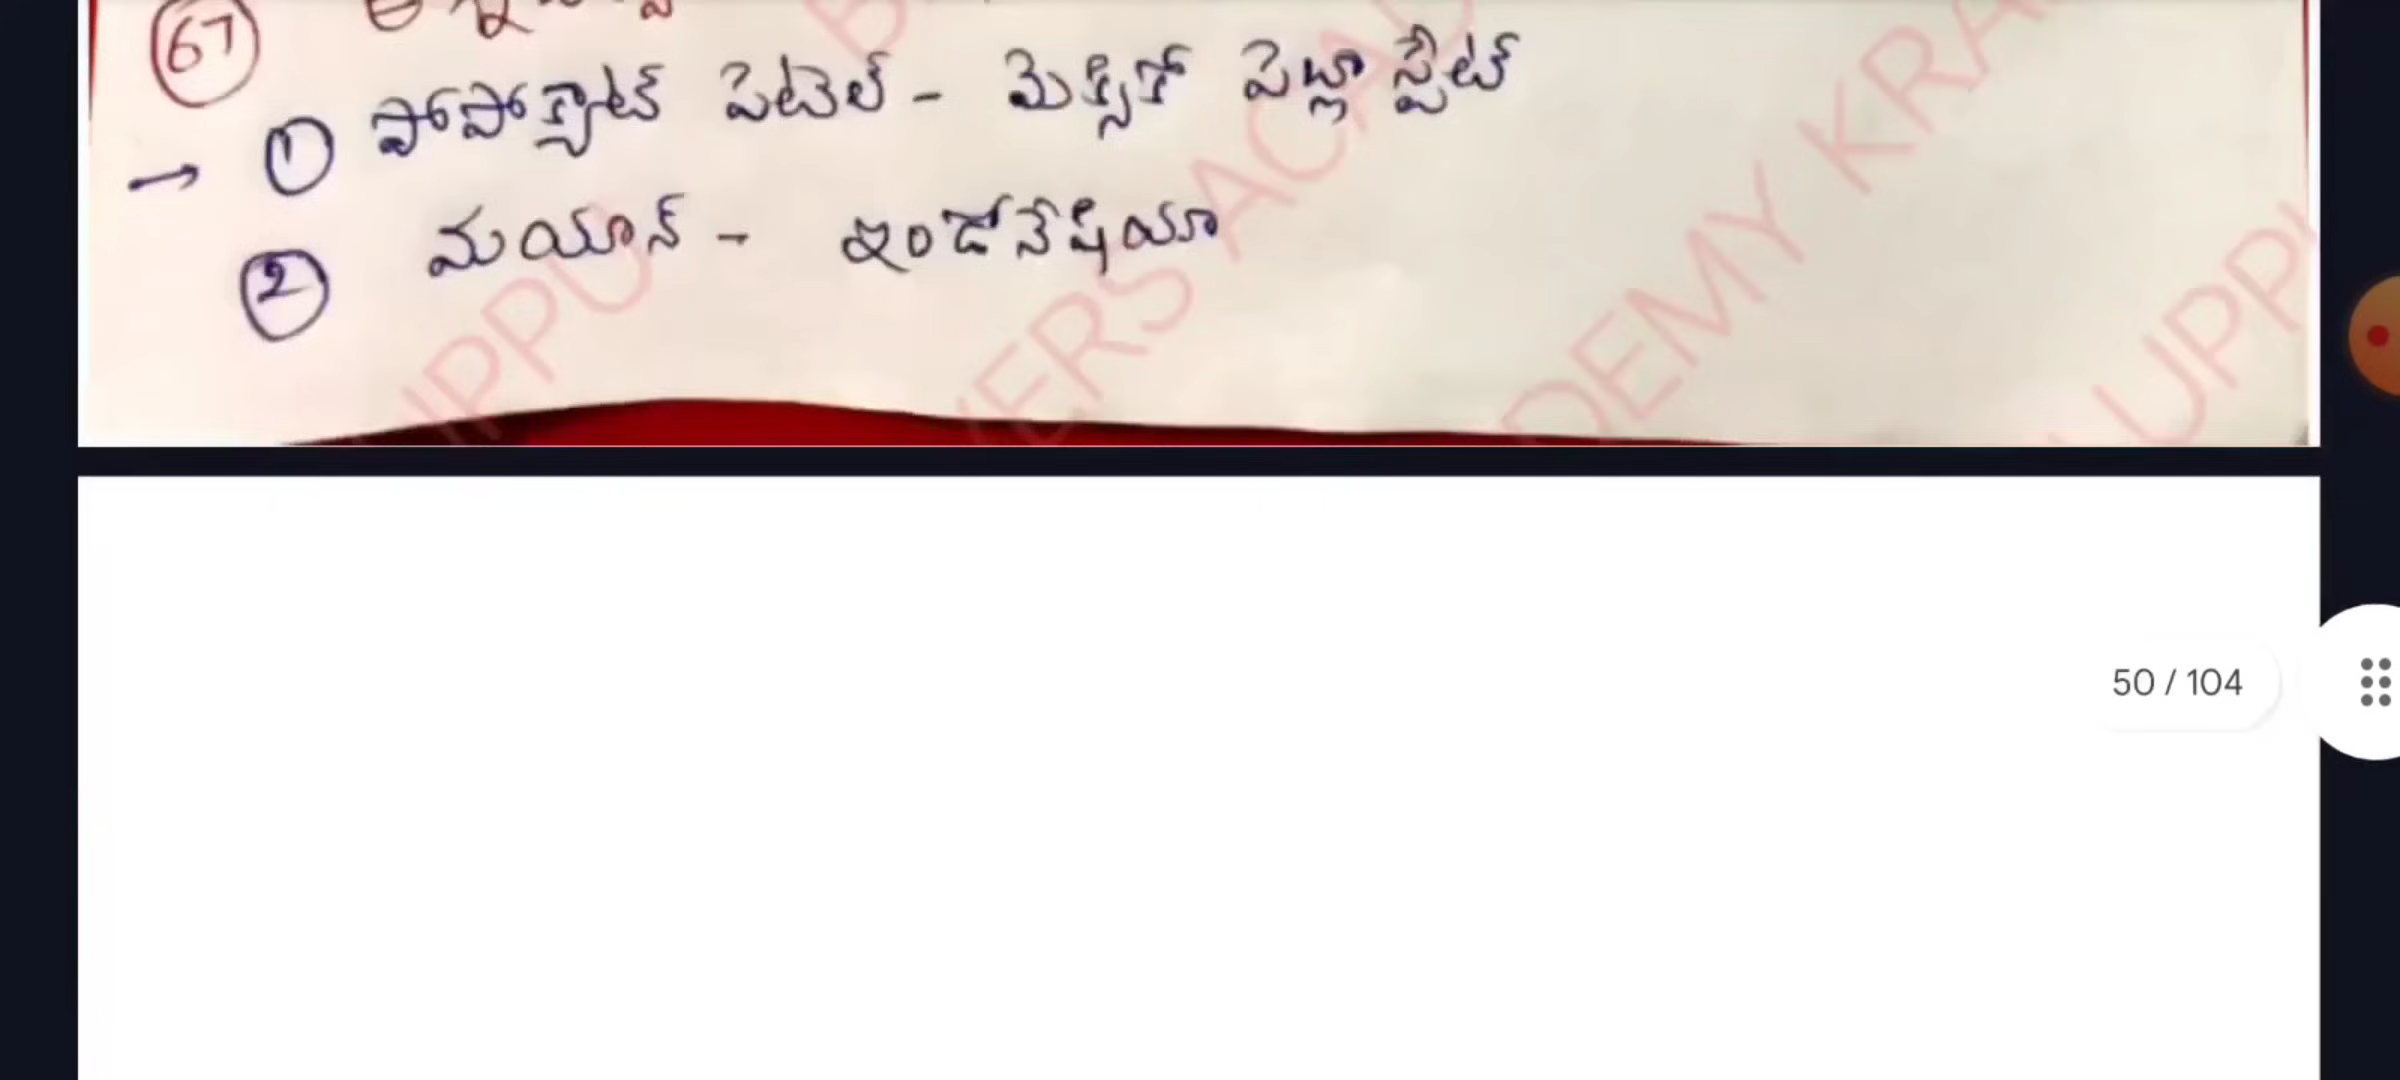 67
→ ① పోపోక్యాట్ పెటెల్ - మెక్సికో పెబ్లా స్టేట్
② మయాన్ - ఇండోనేషియా
50 / 104